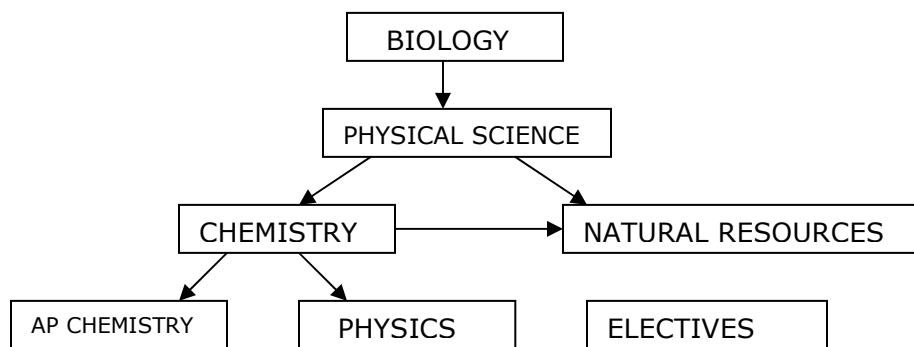 BIOLOGY
PHYSICAL SCIENCE
CHEMISTRY
NATURAL RESOURCES
AP CHEMISTRY
PHYSICS
ELECTIVES